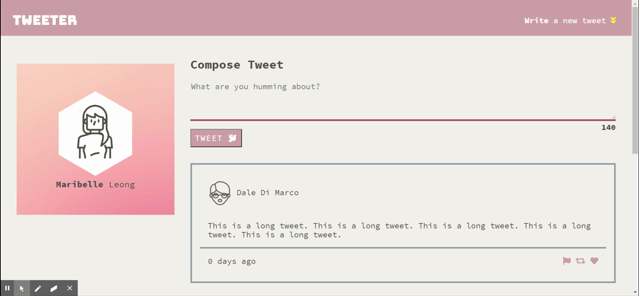 TWEETER
Write a new tweet
Maribelle Leong
Compose Tweet
What are you humming about?
140
TWEET
Dale Di Marco
This is a long tweet. This is a long tweet. This is a long tweet. This is a long
tweet. This is a long tweet.
0 days ago